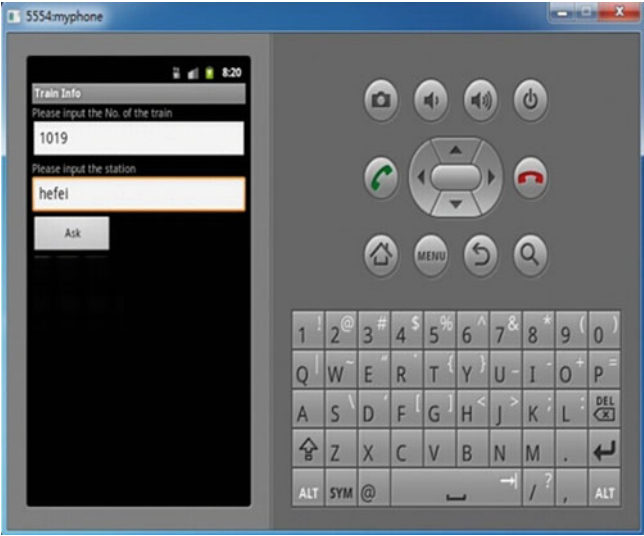 5554:myphone
8:20
Train Info
Please input the No. of the train
1019
Please input the station
hefei
Ask
MENU
1 ! 2 @ 3 # 4 $ 5 % 6 ^ 7 & 8 * 9 ( 0 )
Q | W ~ E " R ` T { Y } U - I - O + P =
A S \ D ' F [ G ] H < J > K ; L : DEL
Z X C V B N M .
ALT SYM @ / ? , ALT